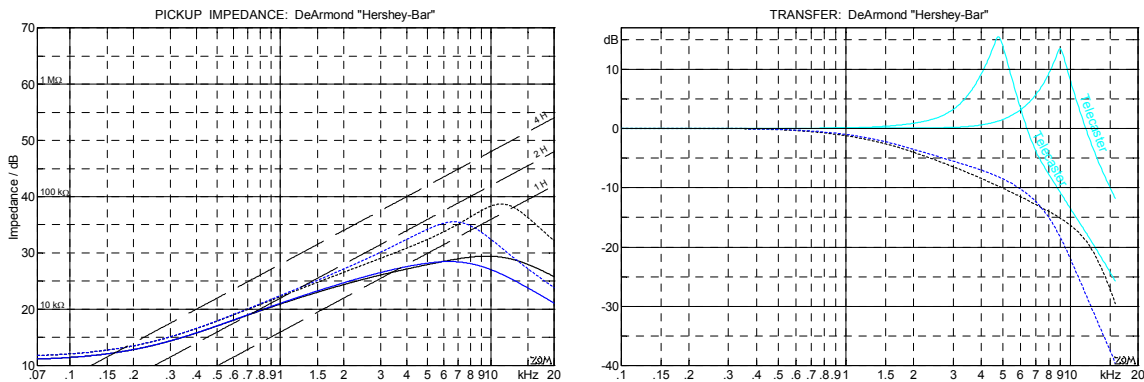 PICKUP IMPEDANCE: DeArmond "Hershey-Bar"
70
60
50
40
30
20
10
Impedance / dB
1 MΩ
100 kΩ
10 kΩ
4 H
2 H
1 H
.07 .1 .15 .2 .3 .4 .5 .6 .7 .8 .9 1 1.5 2 3 4 5 6 7 8 9 10 kHz 20
TRANSFER: DeArmond "Hershey-Bar"
dB
10
0
-10
-20
-30
-40
Telecaster
Telecaster
.1 .15 .2 .3 .4 .5 .6 .7 .8 .9 1 1.5 2 3 4 5 6 7 8 9 10 kHz 20